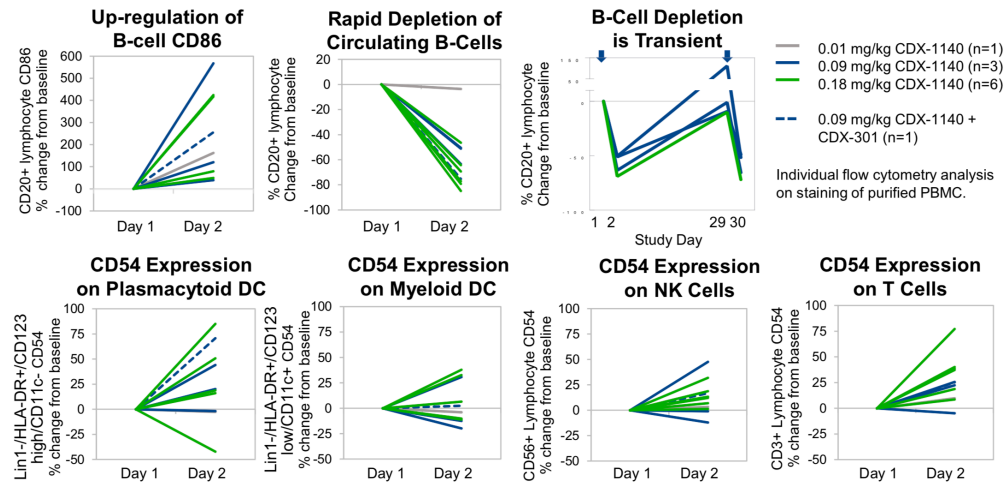 Up-regulation of
B-cell CD86
CD20+ lymphocyte CD86
% change from baseline
600
500
400
300
200
100
0
-100
Day 1 Day 2
Rapid Depletion of
Circulating B-Cells
% CD20+ lymphocyte
Change from baseline
20
0
-20
-40
-60
-80
-100
Day 1 Day 2
B-Cell Depletion
is Transient
% CD20+ lymphocyte
Change from baseline
0
1 2 29 30
Study Day
0.01 mg/kg CDX-1140 (n=1)
0.09 mg/kg CDX-1140 (n=3)
0.18 mg/kg CDX-1140 (n=6)
0.09 mg/kg CDX-1140 +
CDX-301 (n=1)
Individual flow cytometry analysis
on staining of purified PBMC.
CD54 Expression
on Plasmacytoid DC
Lin1-/HLA-DR+/CD123
high/CD11c- CD54
% change from baseline
100
75
50
25
0
-25
-50
Day 1 Day 2
CD54 Expression
on Myeloid DC
Lin1-/HLA-DR+/CD123
low/CD11c+ CD54
% change from baseline
100
75
50
25
0
-25
-50
Day 1 Day 2
CD54 Expression
on NK Cells
CD56+ Lymphocyte CD54
% change from baseline
100
75
50
25
0
-25
-50
Day 1 Day 2
CD54 Expression
on T Cells
CD3+ Lymphocyte CD54
% change from baseline
100
75
50
25
0
-25
-50
Day 1 Day 2